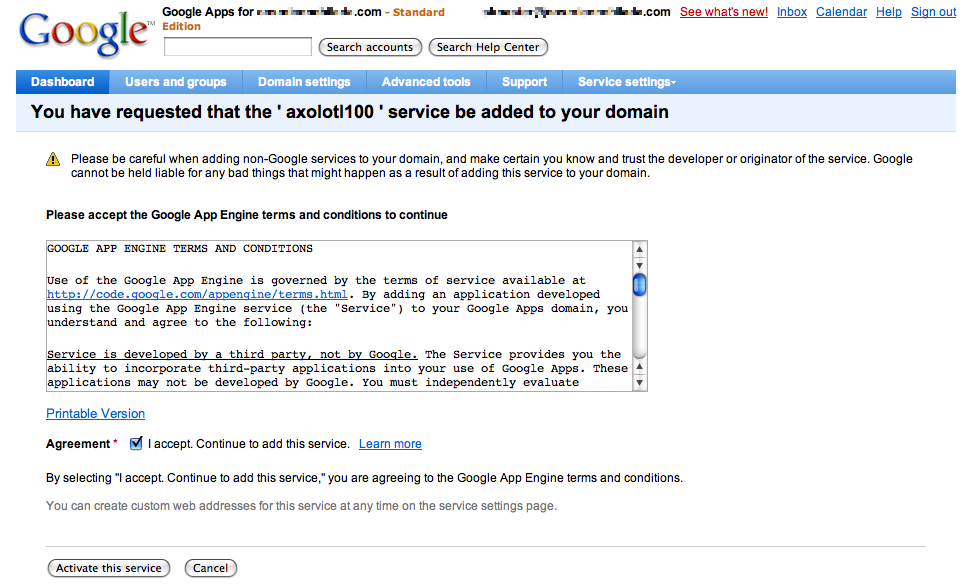 Google™
Google Apps for .com - Standard
Edition
.com See what's new! Inbox Calendar Help Sign out
Search accounts Search Help Center
Dashboard Users and groups Domain settings Advanced tools Support Service settings
You have requested that the ' axolotl100 ' service be added to your domain
Please be careful when adding non-Google services to your domain, and make certain you know and trust the developer or originator of the service. Google
cannot be held liable for any bad things that might happen as a result of adding this service to your domain.
Please accept the Google App Engine terms and conditions to continue
GOOGLE APP ENGINE TERMS AND CONDITIONS
Use of the Google App Engine is governed by the terms of service available at
http://code.google.com/appengine/terms.html. By adding an application developed
using the Google App Engine service (the "Service") to your Google Apps domain, you
understand and agree to the following:
Service is developed by a third party, not by Google. The Service provides you the
ability to incorporate third-party applications into your use of Google Apps. These
applications may not be developed by Google. You must independently evaluate
Printable Version
Agreement * I accept. Continue to add this service. Learn more
By selecting "I accept. Continue to add this service," you are agreeing to the Google App Engine terms and conditions.
You can create custom web addresses for this service at any time on the service settings page.
Activate this service Cancel